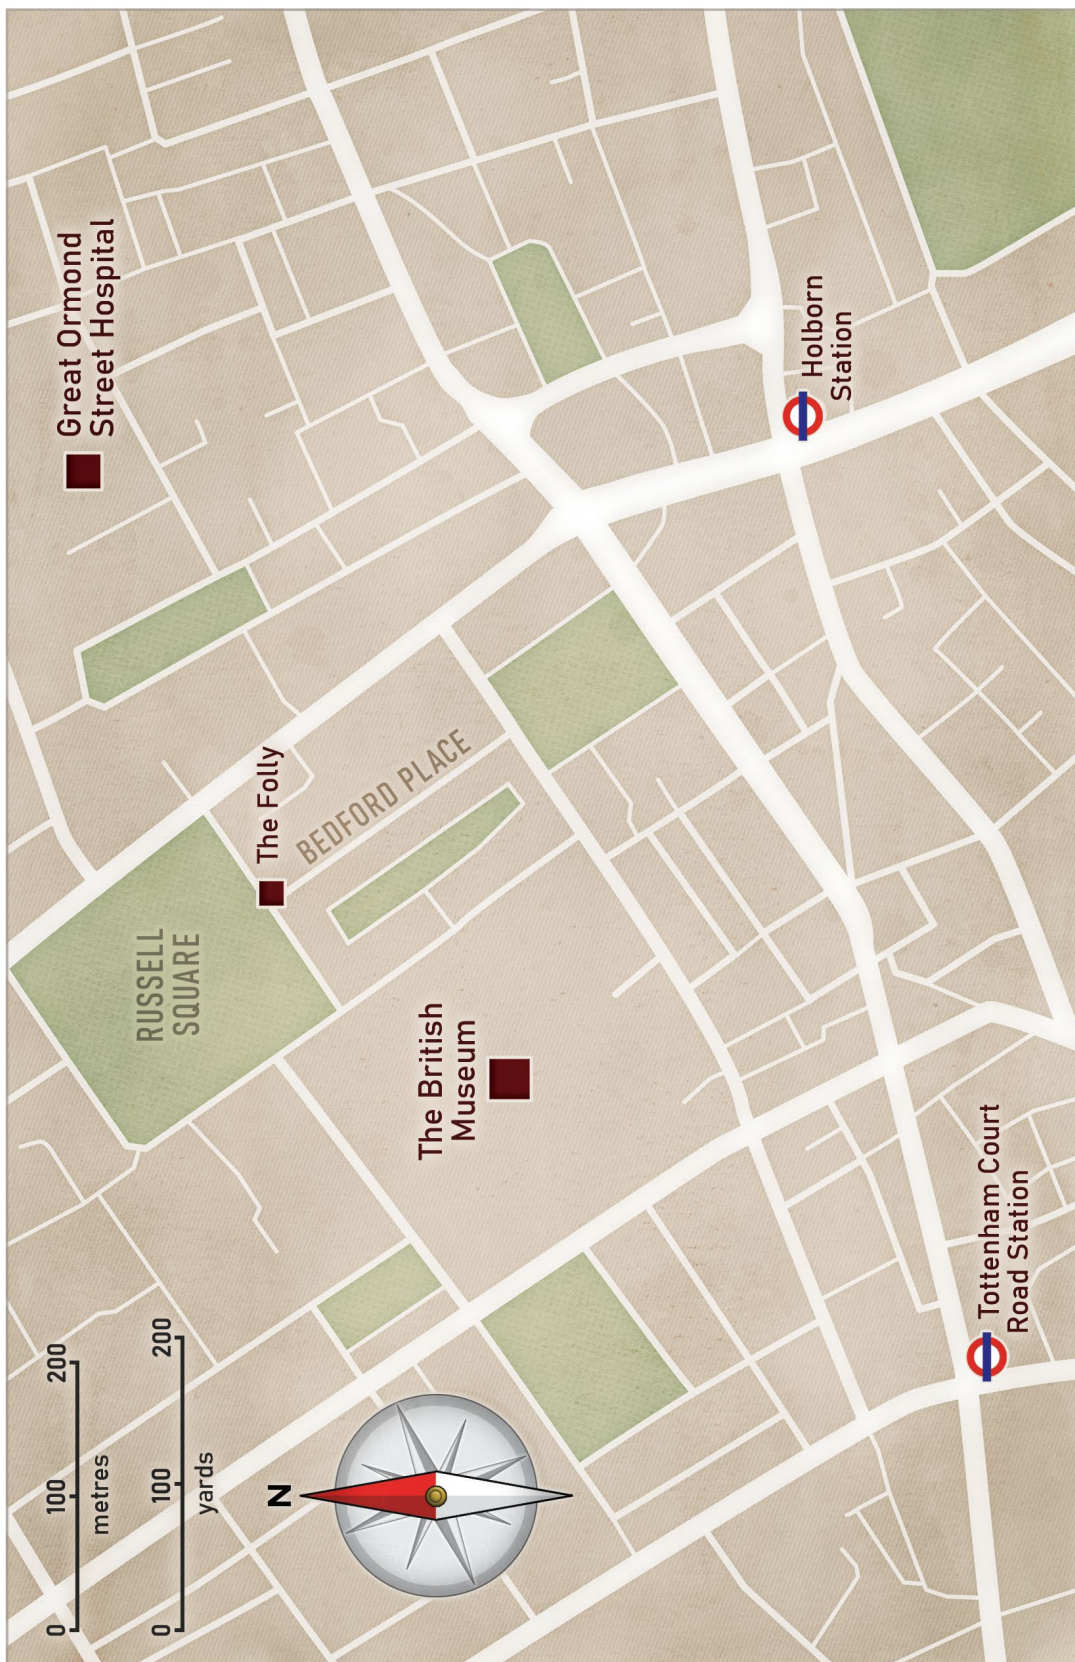 0 100 200
metres
0 100 200
yards
N
Great Ormond
Street Hospital
RUSSELL
SQUARE
The Folly
BEDFORD PLACE
The British
Museum
Holborn
Station
Tottenham Court
Road Station